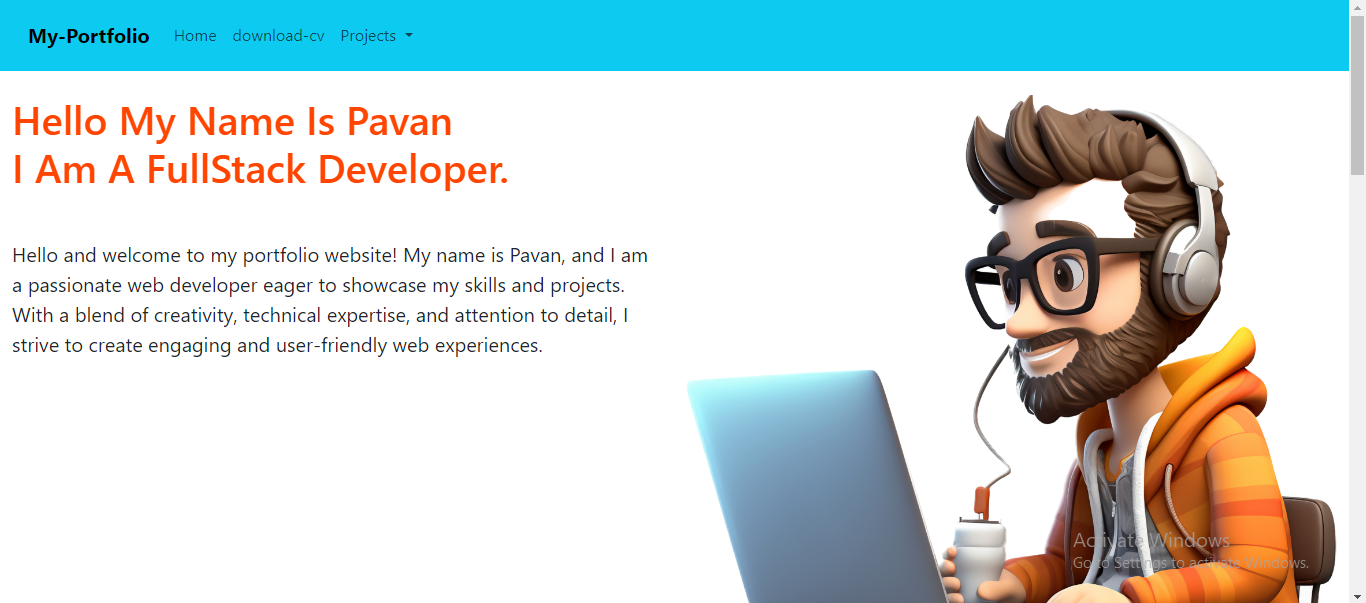 My-Portfolio Home download-cv Projects
Hello My Name Is Pavan
I Am A FullStack Developer.
Hello and welcome to my portfolio website! My name is Pavan, and I am
a passionate web developer eager to showcase my skills and projects.
With a blend of creativity, technical expertise, and attention to detail, I
strive to create engaging and user-friendly web experiences.
Activate Windows
Go to Settings to activate Windows.